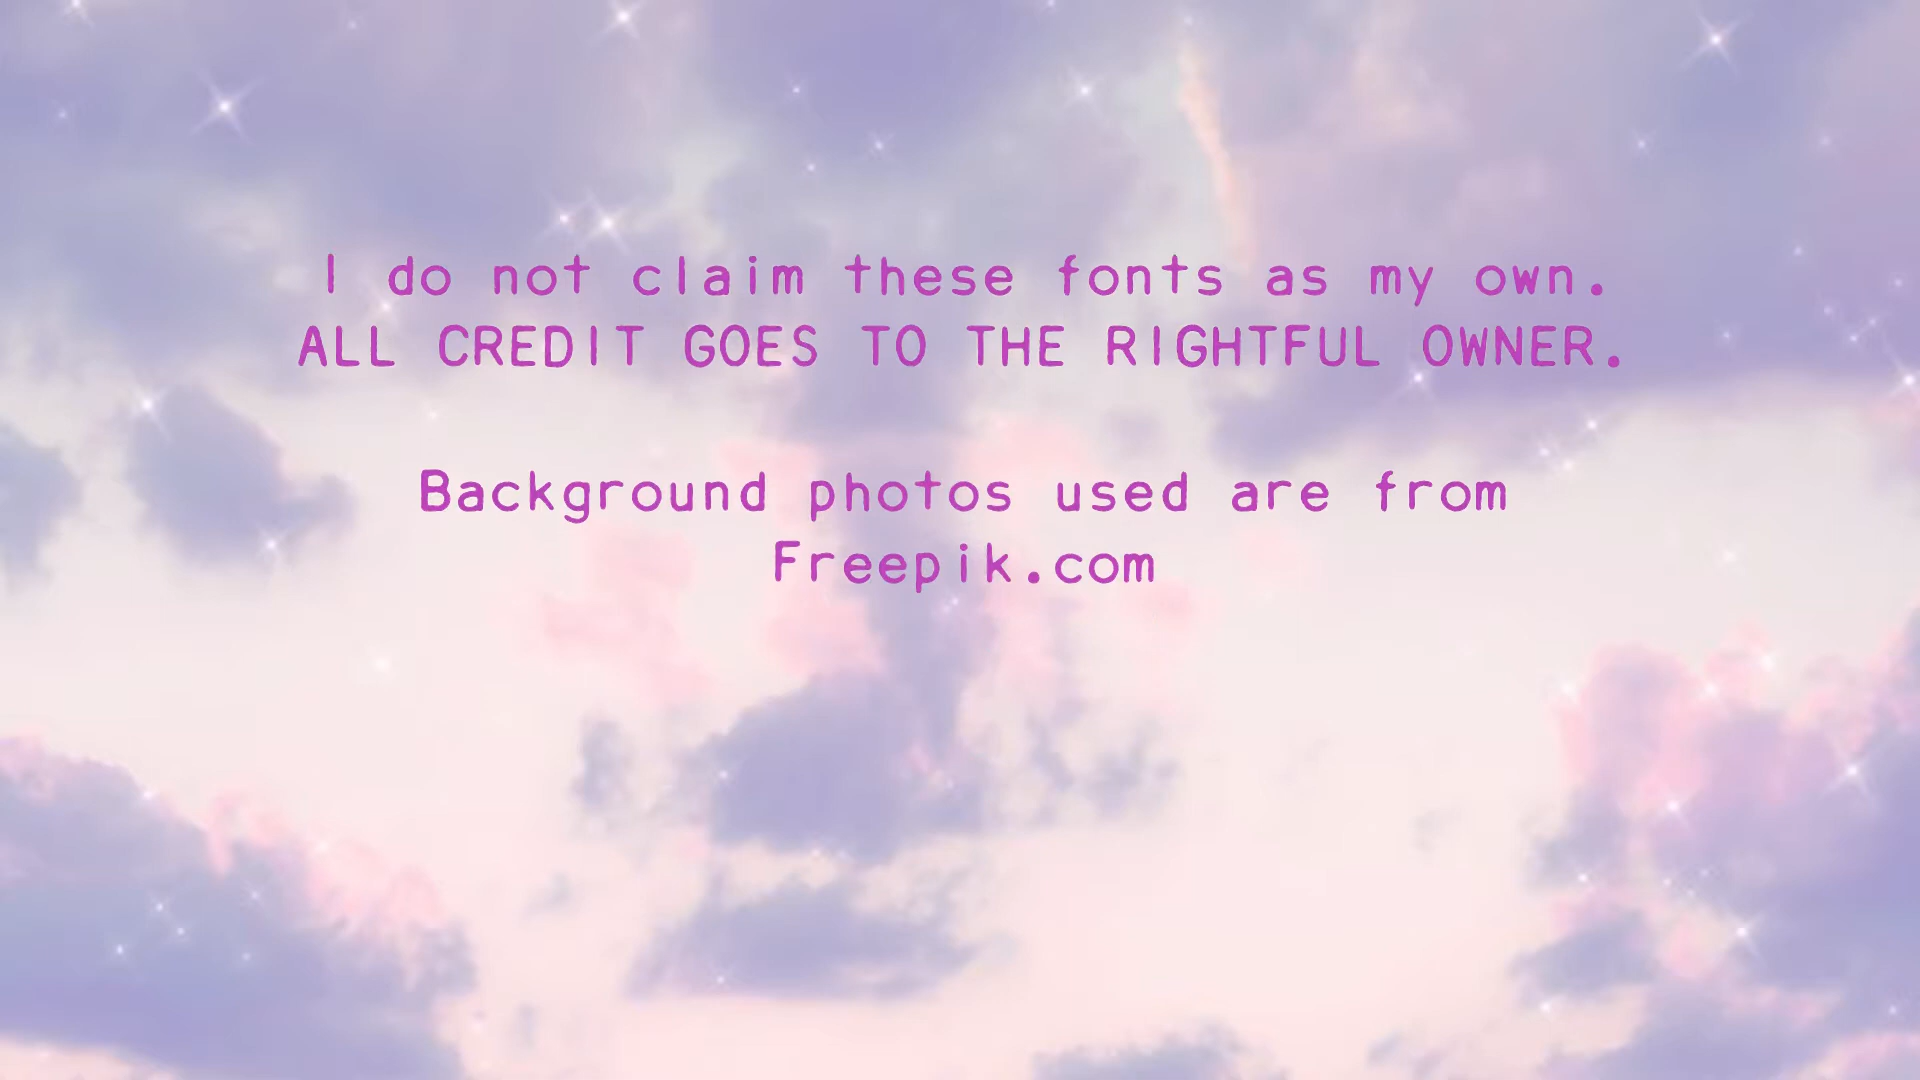 I do not claim these fonts as my own.
ALL CREDIT GOES TO THE RIGHTFUL OWNER.
Background photos used are from
Freepik.com